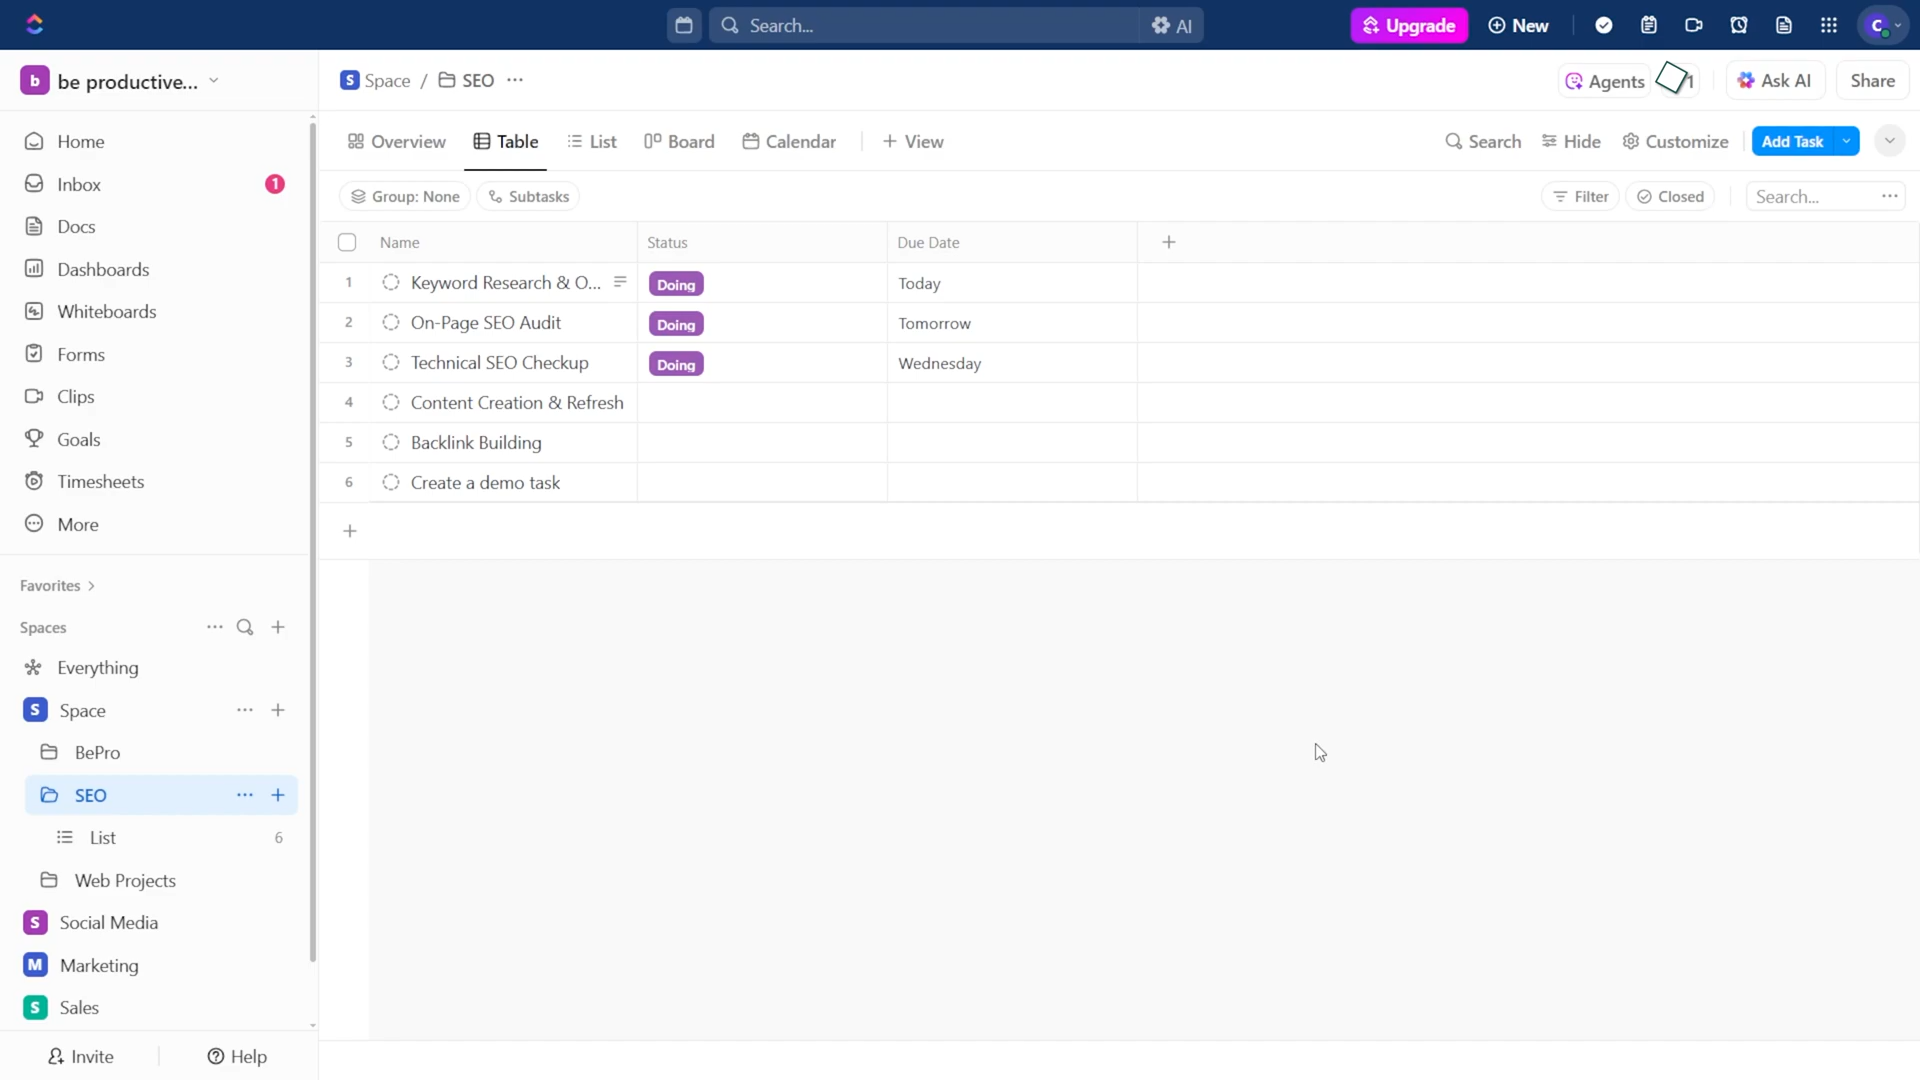 Search...
AI
Upgrade
New
C
b be productive...
S Space / SEO ...
Agents
1
Ask AI
Share
Home
Inbox 1
Docs
Dashboards
Whiteboards
Forms
Clips
Goals
Timesheets
More
Favorites
Spaces
Everything
S Space
BePro
SEO
List 6
Web Projects
S Social Media
M Marketing
S Sales
Invite
Help
Overview Table List Board Calendar + View
Search Hide Customize Add Task
Group: None Subtasks
Filter Closed Search...
Name Status Due Date
1 Keyword Research & O... Doing Today
2 On-Page SEO Audit Doing Tomorrow
3 Technical SEO Checkup Doing Wednesday
4 Content Creation & Refresh
5 Backlink Building
6 Create a demo task